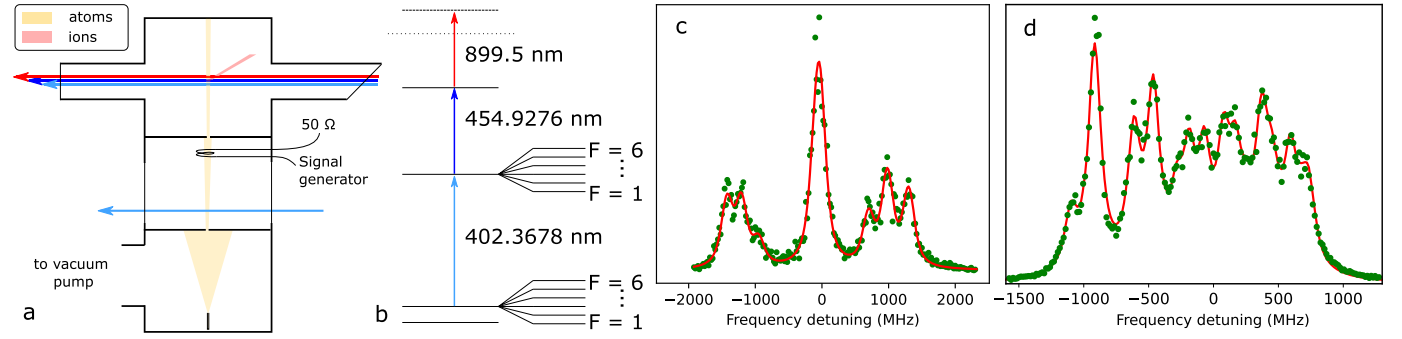 atoms
ions
50 Ω
Signal
generator
to vacuum
pump
a
899.5 nm
454.9276 nm
F = 6
⋮
F = 1
402.3678 nm
F = 6
⋮
F = 1
b
c
−2000 −1000 0 1000 2000
Frequency detuning (MHz)
d
−1500 −1000 −500 0 500 1000
Frequency detuning (MHz)